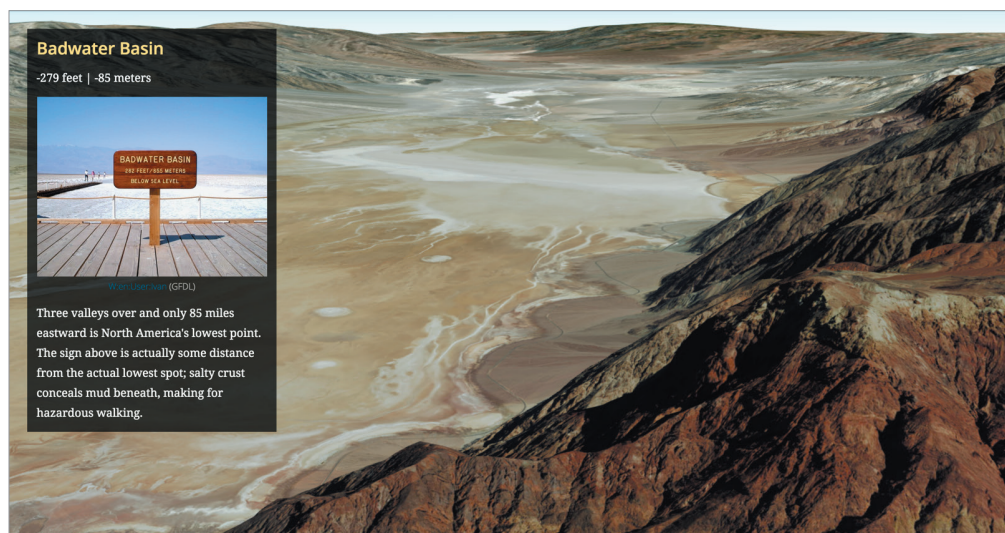 Badwater Basin
-279 feet | -85 meters
BADWATER BASIN
282 FEET/855 METERS
BELOW SEA LEVEL
(GFDL)
Three valleys over and only 85 miles
eastward is North America's lowest point.
The sign above is actually some distance
from the actual lowest spot; salty crust
conceals mud beneath, making for
hazardous walking.